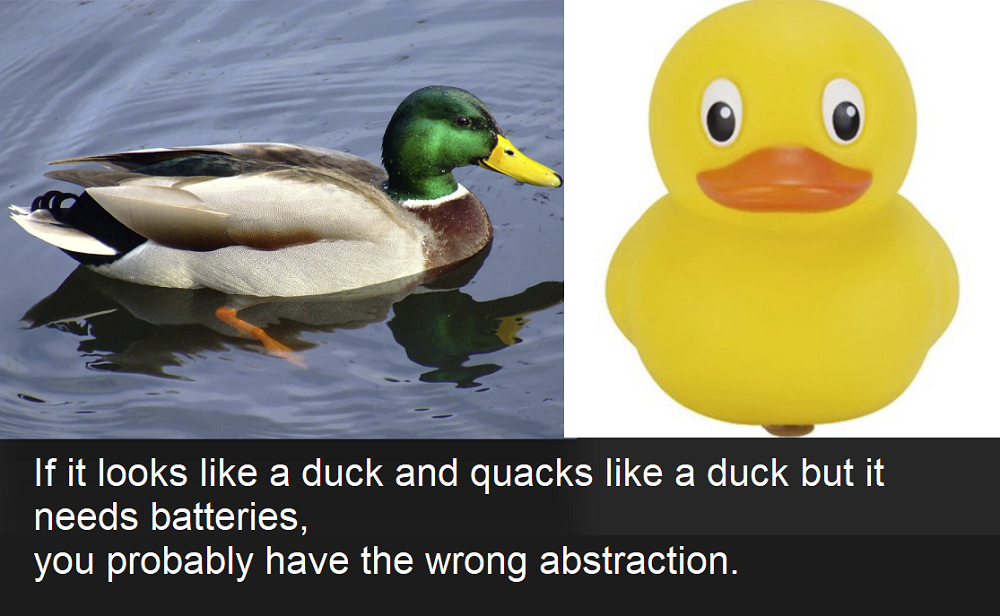 If it looks like a duck and quacks like a duck but it
needs batteries,
you probably have the wrong abstraction.